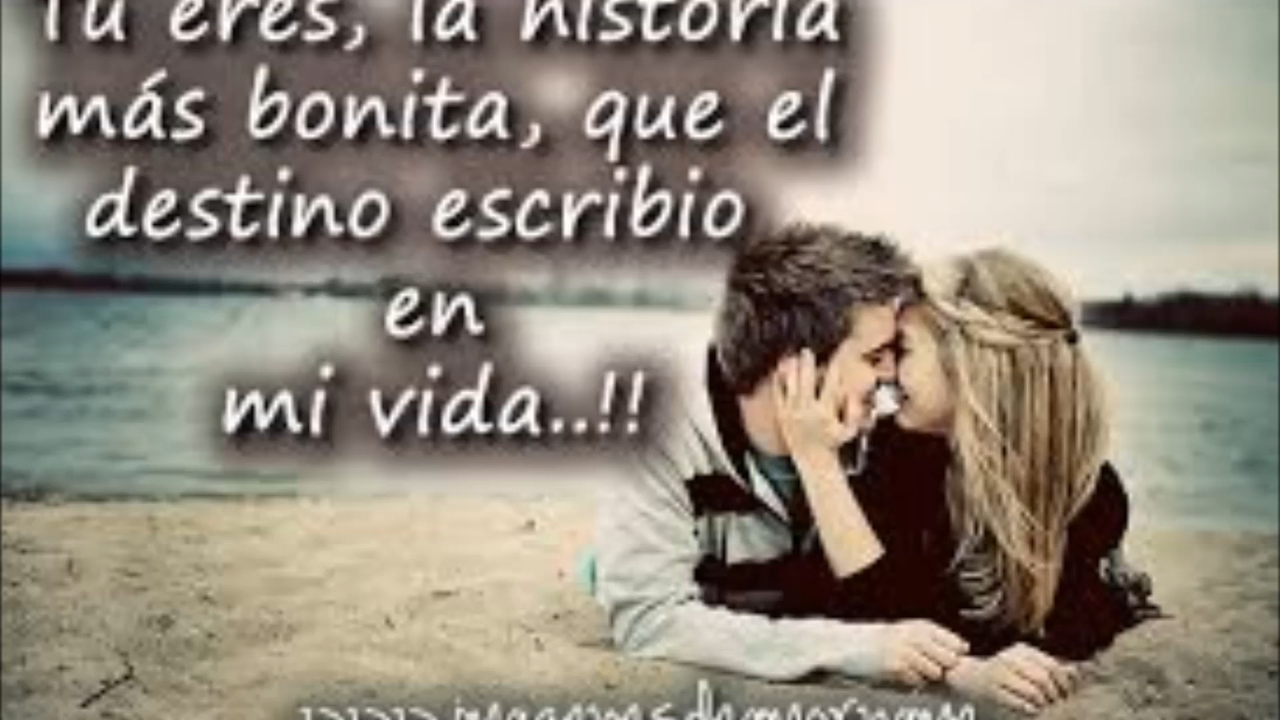 Tu eres, la historia
más bonita, que el
destino escribio
en
mi vida..!!